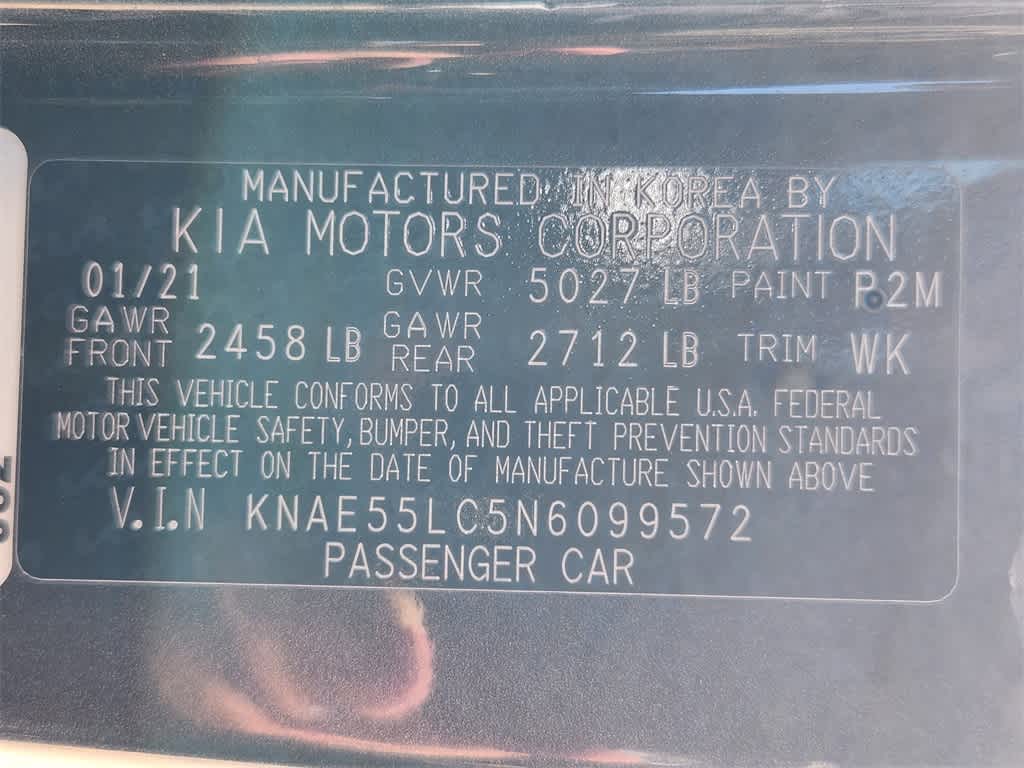 MANUFACTURED IN KOREA BY
KIA MOTORS CORPORATION
01/21 GVWR 5027 LB PAINT P2M
GAWR FRONT 2458 LB GAWR REAR 2712 LB TRIM WK
THIS VEHICLE CONFORMS TO ALL APPLICABLE U.S.A. FEDERAL
MOTOR VEHICLE SAFETY, BUMPER, AND THEFT PREVENTION STANDARDS
IN EFFECT ON THE DATE OF MANUFACTURE SHOWN ABOVE
V.I.N KNAE55LC5N6099572
PASSENGER CAR